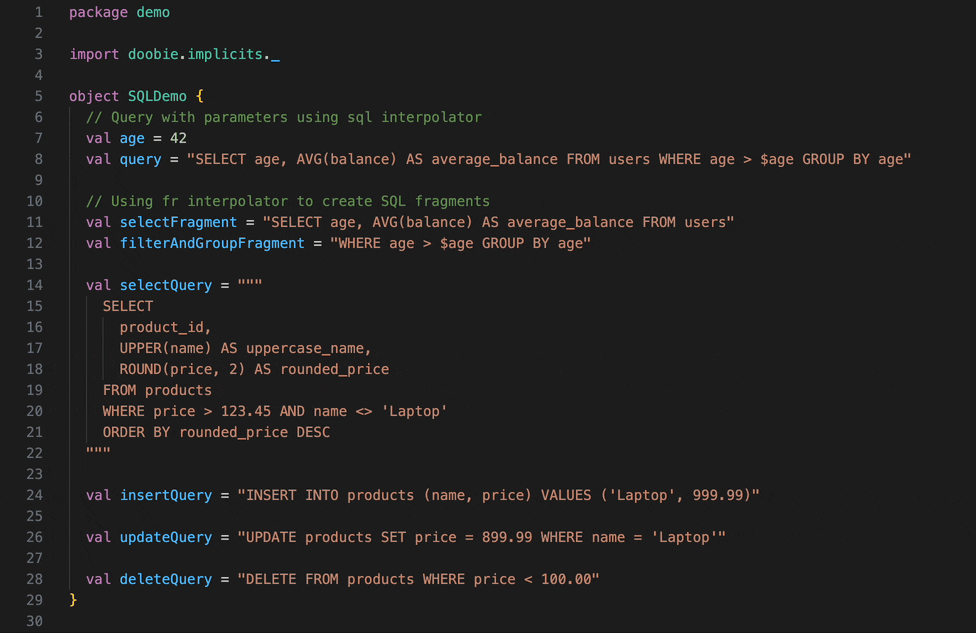 1 package demo
2
3 import doobie.implicits._
4
5 object SQLDemo {
6   // Query with parameters using sql interpolator
7   val age = 42
8   val query = "SELECT age, AVG(balance) AS average_balance FROM users WHERE age > $age GROUP BY age"
9
10   // Using fr interpolator to create SQL fragments
11   val selectFragment = "SELECT age, AVG(balance) AS average_balance FROM users"
12   val filterAndGroupFragment = "WHERE age > $age GROUP BY age"
13
14   val selectQuery = """
15     SELECT
16       product_id,
17       UPPER(name) AS uppercase_name,
18       ROUND(price, 2) AS rounded_price
19     FROM products
20     WHERE price > 123.45 AND name <> 'Laptop'
21     ORDER BY rounded_price DESC
22   """
23
24   val insertQuery = "INSERT INTO products (name, price) VALUES ('Laptop', 999.99)"
25
26   val updateQuery = "UPDATE products SET price = 899.99 WHERE name = 'Laptop'"
27
28   val deleteQuery = "DELETE FROM products WHERE price < 100.00"
29 }
30